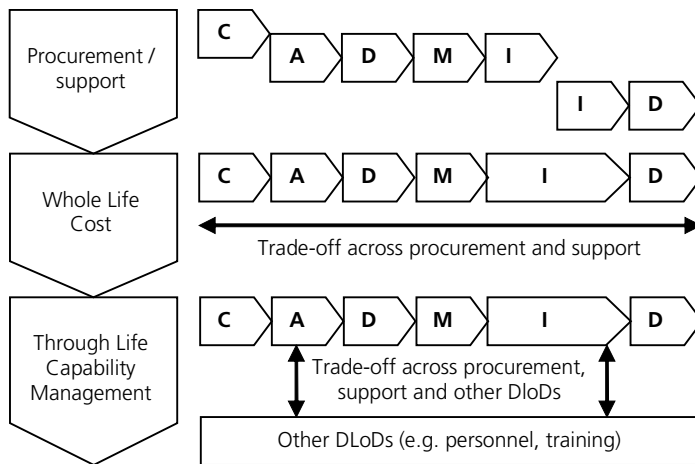 Procurement /
support
C
A D M I
I D
Whole Life
Cost
C A D M I D
Trade-off across procurement and support
Through Life
Capability
Management
C A D M I D
Trade-off across procurement,
support and other DloDs
Other DLoDs (e.g. personnel, training)